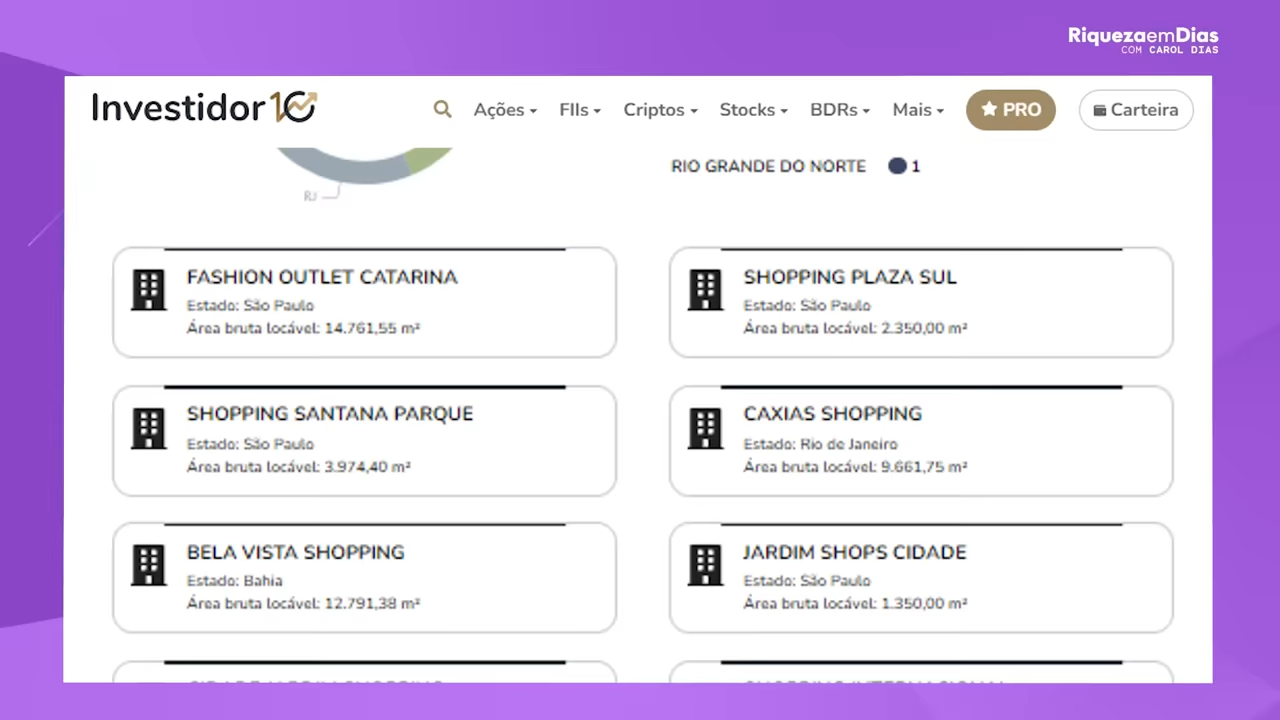 RiquezaemDias
COM CAROL DIAS
Investidor10
Ações
FIIs
Criptos
Stocks
BDRs
Mais
PRO
Carteira
RIO GRANDE DO NORTE 1
RJ
FASHION OUTLET CATARINA
Estado: São Paulo
Área bruta locável: 14.761,55 m²
SHOPPING PLAZA SUL
Estado: São Paulo
Área bruta locável: 2.350,00 m²
SHOPPING SANTANA PARQUE
Estado: São Paulo
Área bruta locável: 3.974,40 m²
CAXIAS SHOPPING
Estado: Rio de Janeiro
Área bruta locável: 9.661,75 m²
BELA VISTA SHOPPING
Estado: Bahia
Área bruta locável: 12.791,38 m²
JARDIM SHOPS CIDADE
Estado: São Paulo
Área bruta locável: 1.350,00 m²